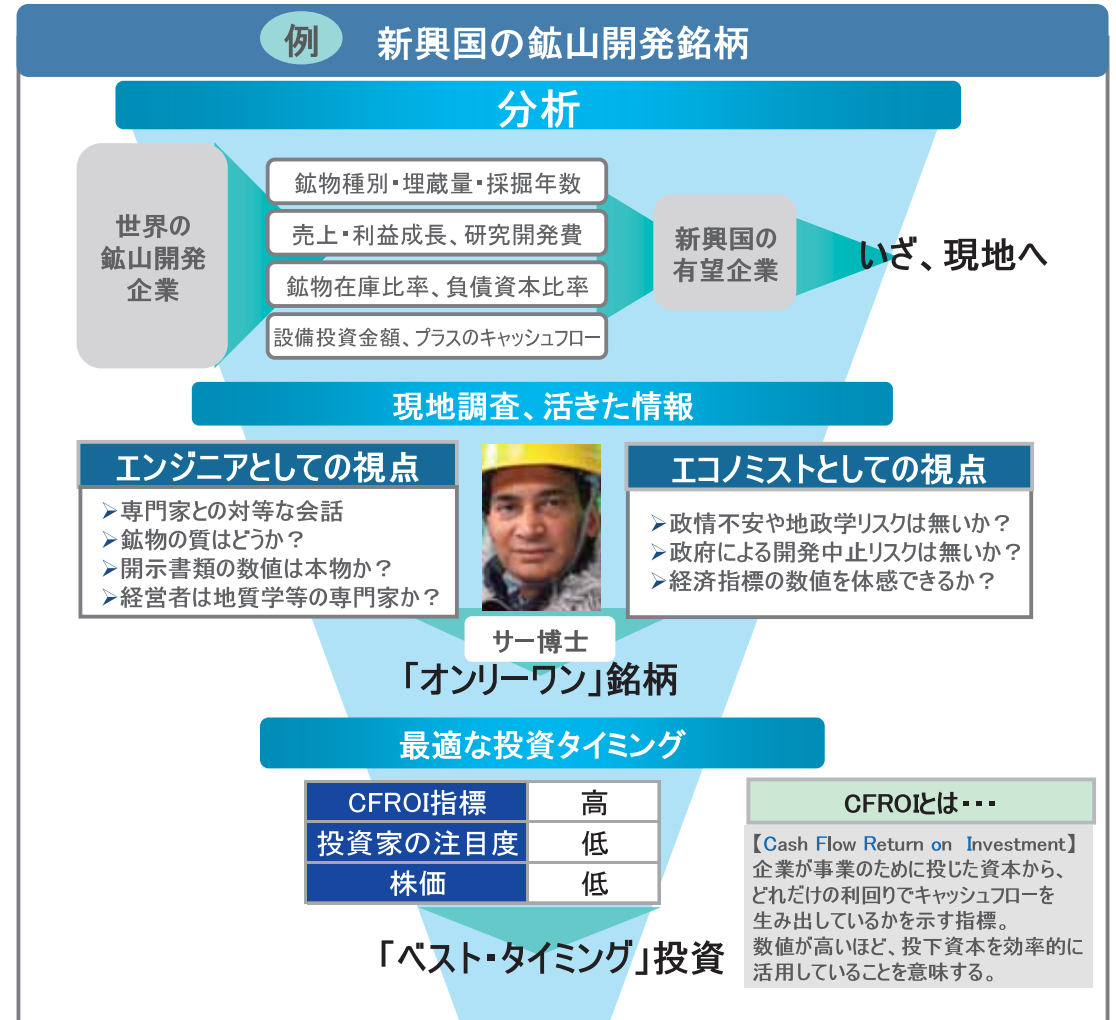 例 新興国の鉱山開発銘柄
分析
世界の
鉱山開発
企業
鉱物種別・埋蔵量・採掘年数
売上・利益成長、研究開発費
鉱物在庫比率、負債資本比率
設備投資金額、プラスのキャッシュフロー
新興国の
有望企業
いざ、現地へ
現地調査、活きた情報
エンジニアとしての視点
➢専門家との対等な会話
➢鉱物の質はどうか?
➢開示書類の数値は本物か?
➢経営者は地質学等の専門家か?
サー博士
エコノミストとしての視点
➢政情不安や地政学リスクは無いか?
➢政府による開発中止リスクは無いか?
➢経済指標の数値を体感できるか?
「オンリーワン」銘柄
最適な投資タイミング
CFROI指標 高
投資家の注目度 低
株価 低
「ベスト・タイミング」投資
CFROIとは・・・
【Cash Flow Return on Investment】
企業が事業のために投じた資本から、
どれだけの利回りでキャッシュフローを
生み出しているかを示す指標。
数値が高いほど、投下資本を効率的に
活用していることを意味する。